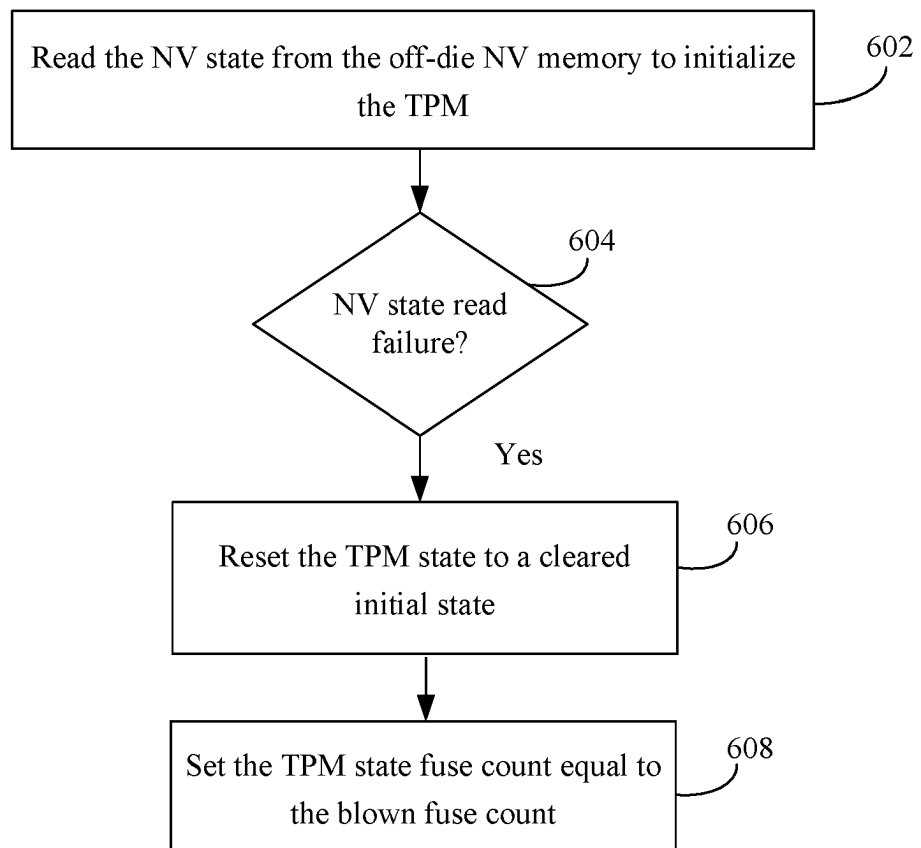 Read the NV state from the off-die NV memory to initialize
the TPM
602
604
NV state read
failure?
Yes
606
Reset the TPM state to a cleared
initial state
608
Set the TPM state fuse count equal to
the blown fuse count